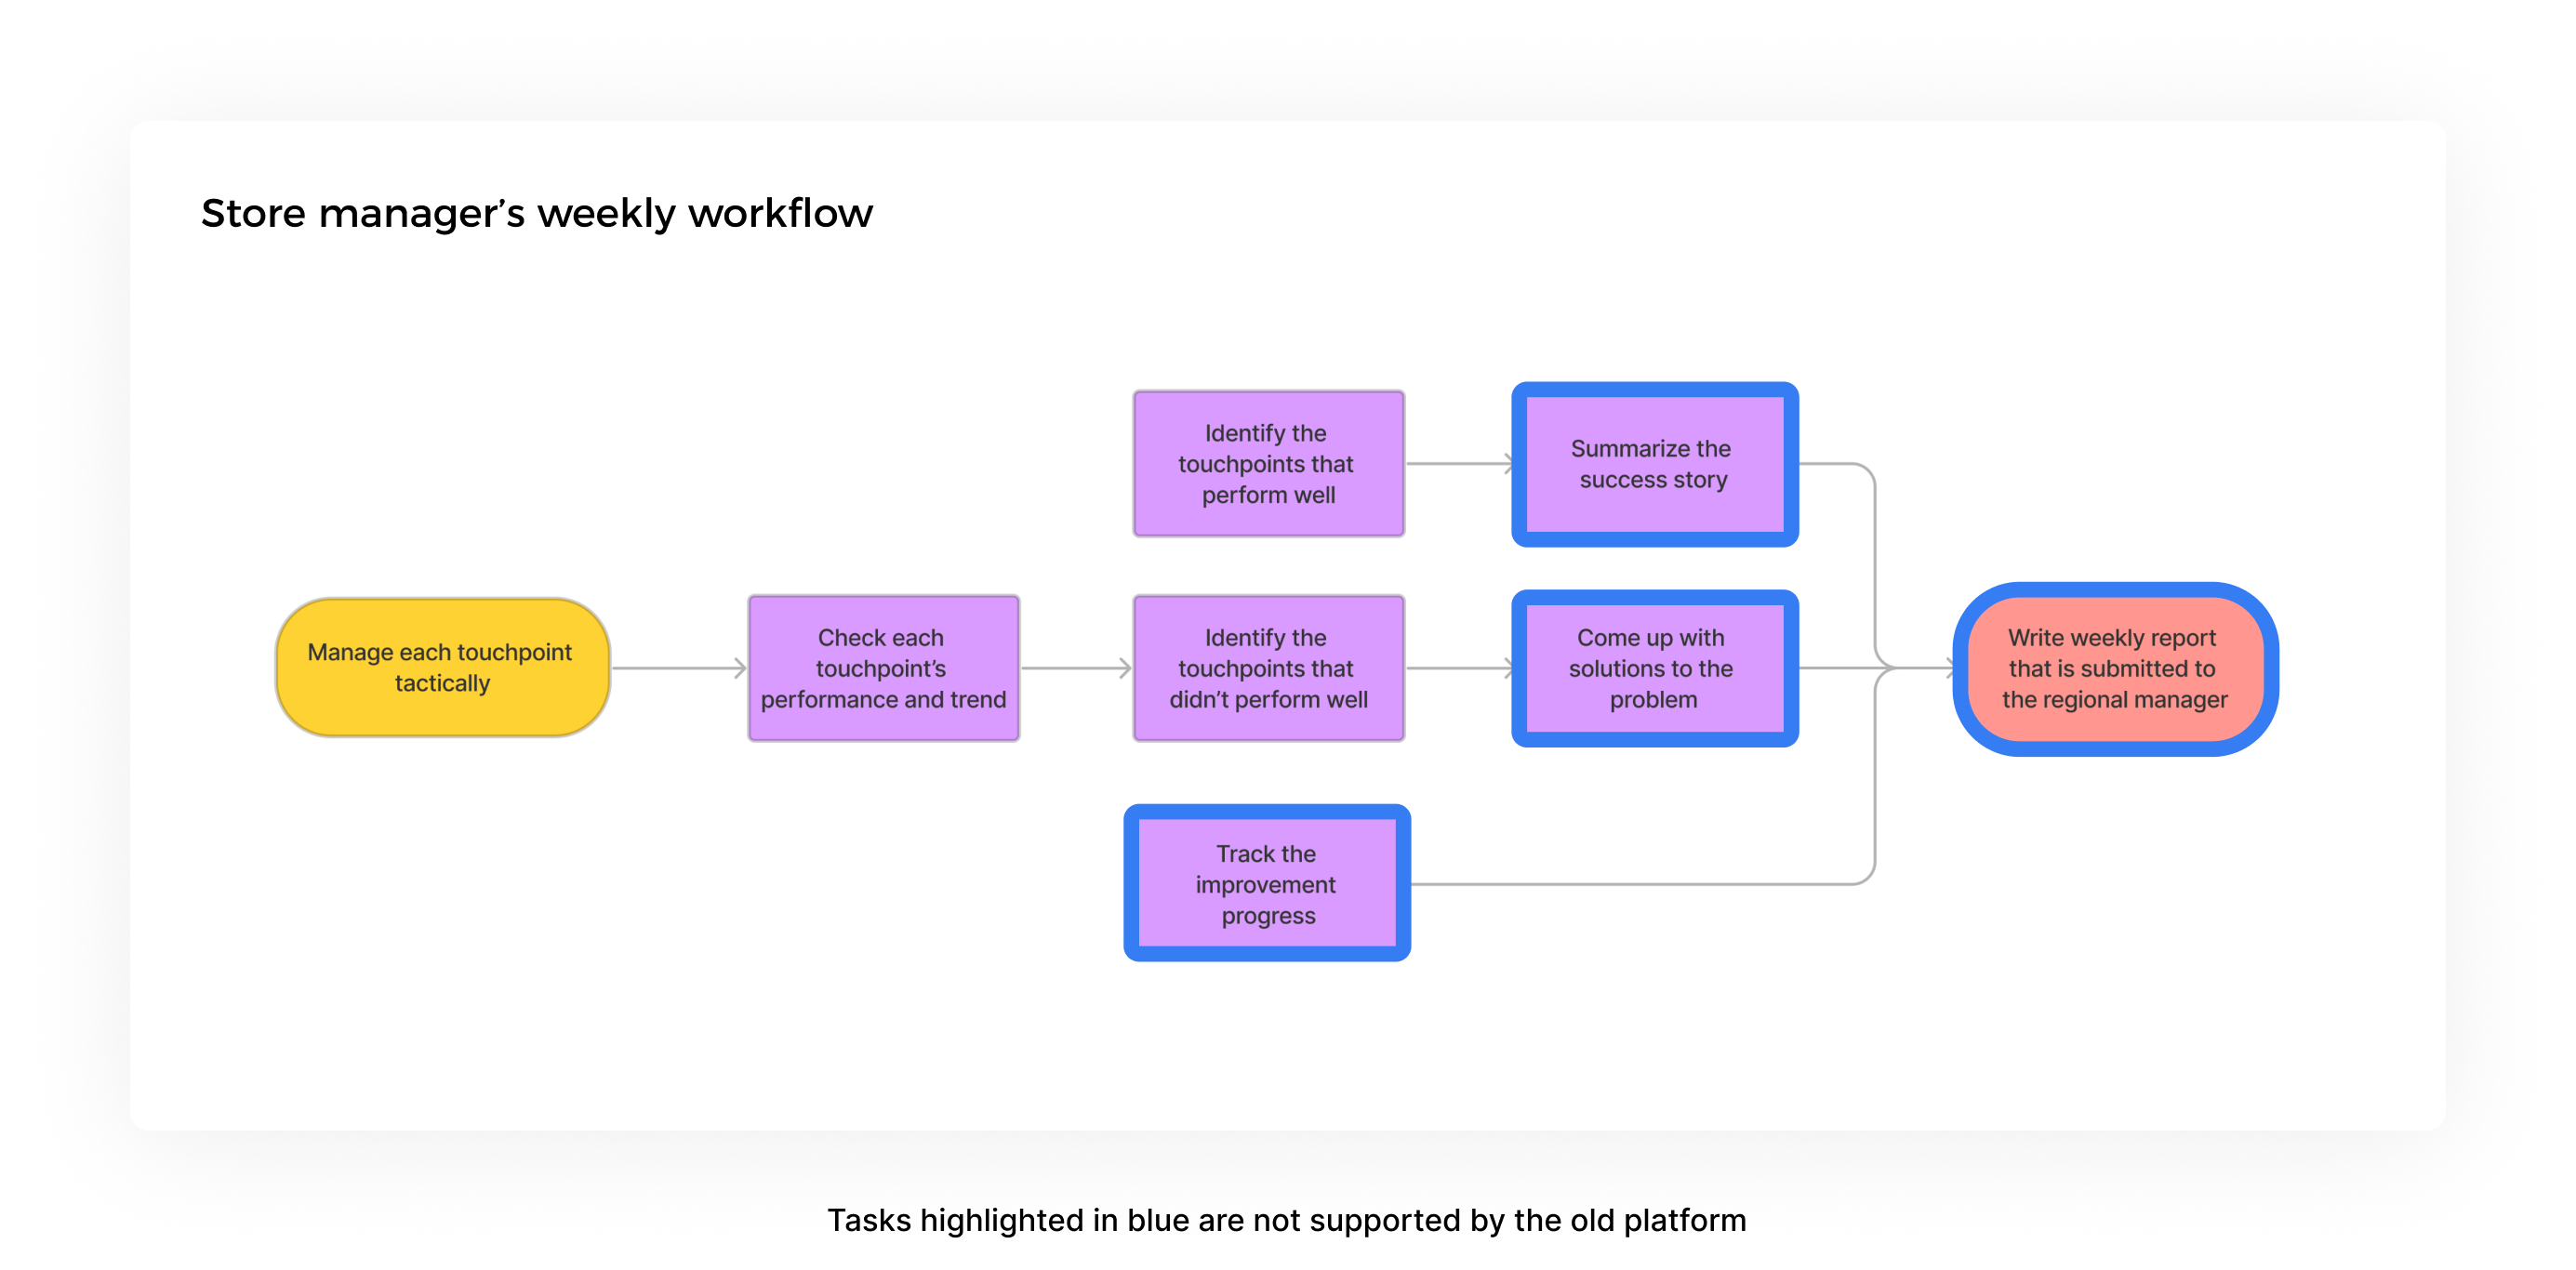 Store manager’s weekly workflow
Identify the
touchpoints that
perform well
Summarize the
success story
Manage each touchpoint
tactically
Check each
touchpoint’s
performance and trend
Identify the
touchpoints that
didn’t perform well
Come up with
solutions to the
problem
Write weekly report
that is submitted to
the regional manager
Track the
improvement
progress
Tasks highlighted in blue are not supported by the old platform